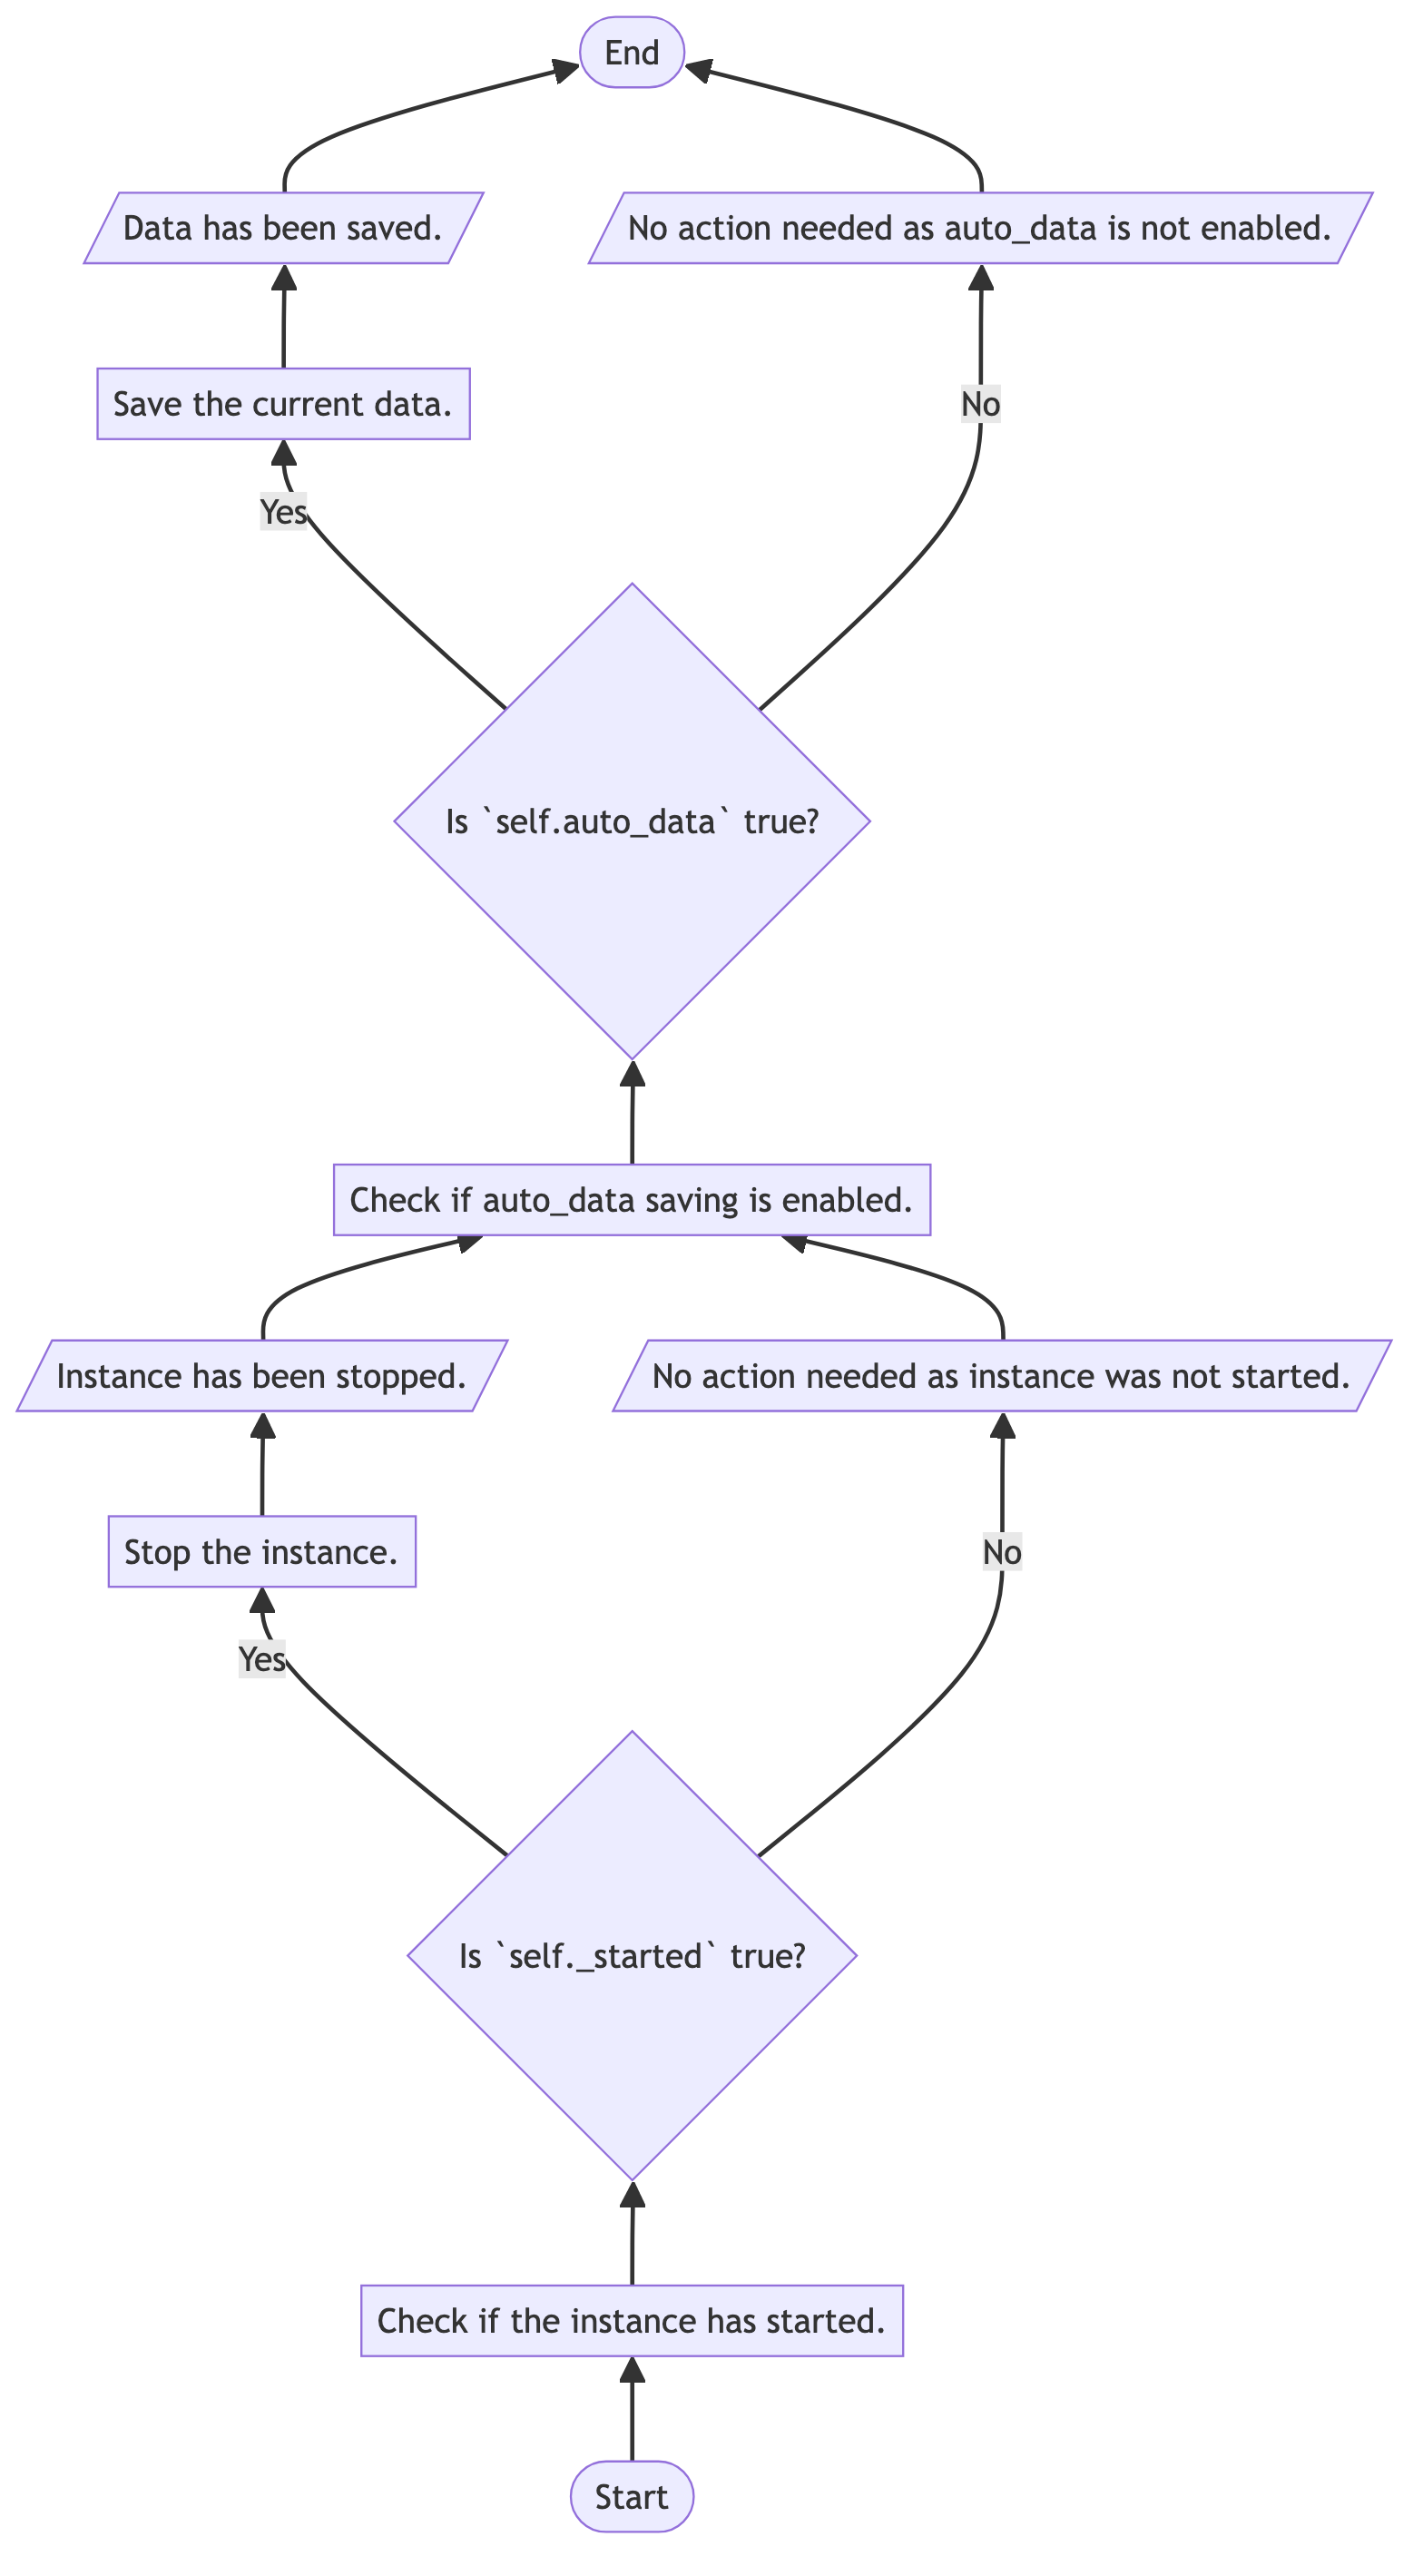 End
Data has been saved.
No action needed as auto_data is not enabled.
Save the current data.
No
Yes
Is `self.auto_data` true?
Check if auto_data saving is enabled.
Instance has been stopped.
No action needed as instance was not started.
Stop the instance.
No
Yes
Is `self._started` true?
Check if the instance has started.
Start